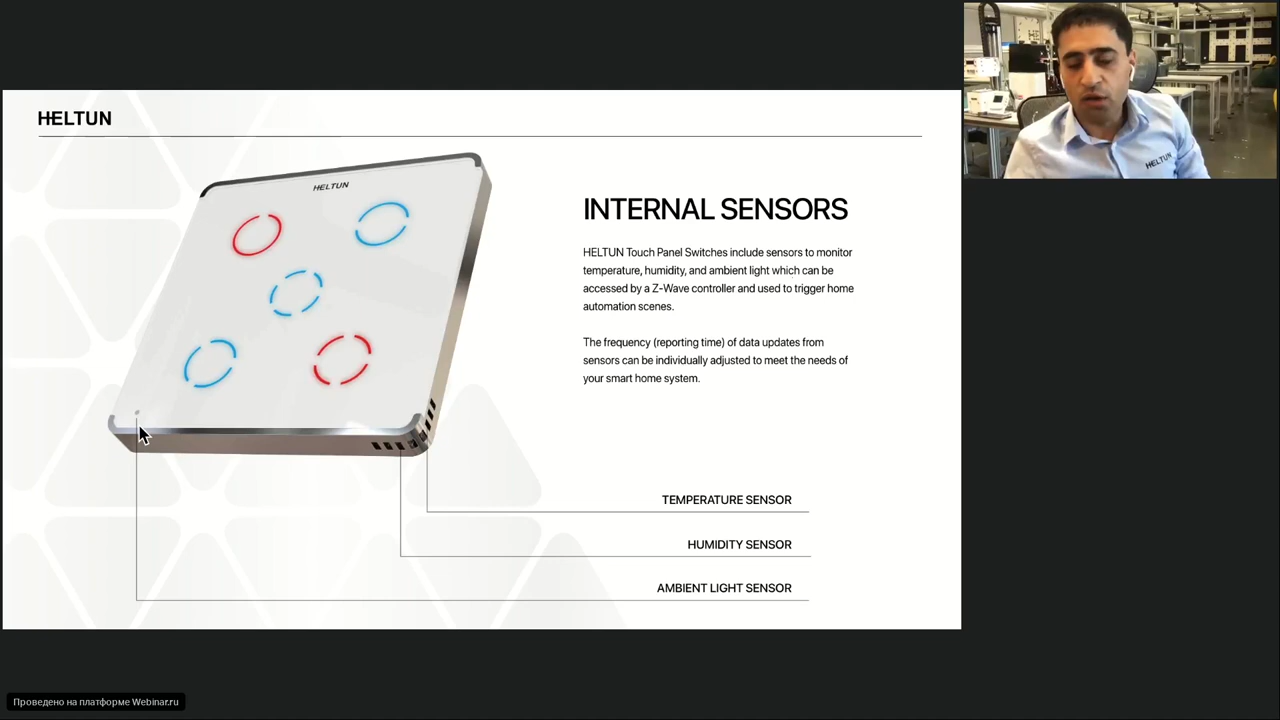 HELTUN
HELTUN
INTERNAL SENSORS
HELTUN Touch Panel Switches include sensors to monitor
temperature, humidity, and ambient light which can be
accessed by a Z-Wave controller and used to trigger home
automation scenes.
The frequency (reporting time) of data updates from
sensors can be individually adjusted to meet the needs of
your smart home system.
TEMPERATURE SENSOR
HUMIDITY SENSOR
AMBIENT LIGHT SENSOR
HELTUN
Проведено на платформе Webinar.ru